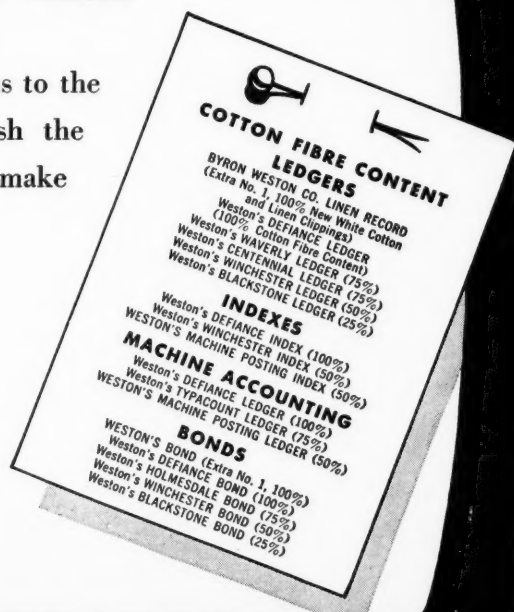 s to the
sh the
make
COTTON FIBRE CONTENT
LEDGERS
BYRON WESTON CO. LINEN RECORD
(Extra No. 1, 100% New White Cotton
and Linen Clippings)
Weston's DEFIANCE LEDGER
(100% Cotton Fibre Content)
Weston's WAVERLY LEDGER (75%)
Weston's CENTENNIAL LEDGER (75%)
Weston's WINCHESTER LEDGER (50%)
Weston's BLACKSTONE LEDGER (25%)
INDEXES
Weston's DEFIANCE INDEX (100%)
Weston's WINCHESTER INDEX (50%)
WESTON'S MACHINE POSTING INDEX (50%)
MACHINE ACCOUNTING
Weston's DEFIANCE LEDGER (100%)
Weston's TYPACOUNT LEDGER (75%)
WESTON'S MACHINE POSTING LEDGER (50%)
BONDS
WESTON'S BOND (Extra No. 1, 100%)
Weston's DEFIANCE BOND (100%)
Weston's HOLMESDALE BOND (75%)
Weston's WINCHESTER BOND (50%)
Weston's BLACKSTONE BOND (25%)